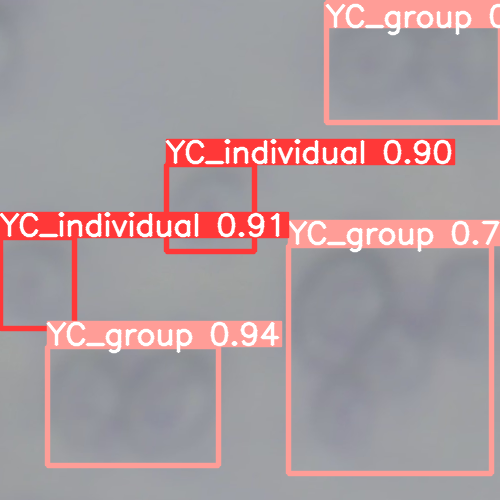 YC_group 0
YC_individual 0.90
YC_individual 0.91
YC_group 0.7
YC_group 0.94